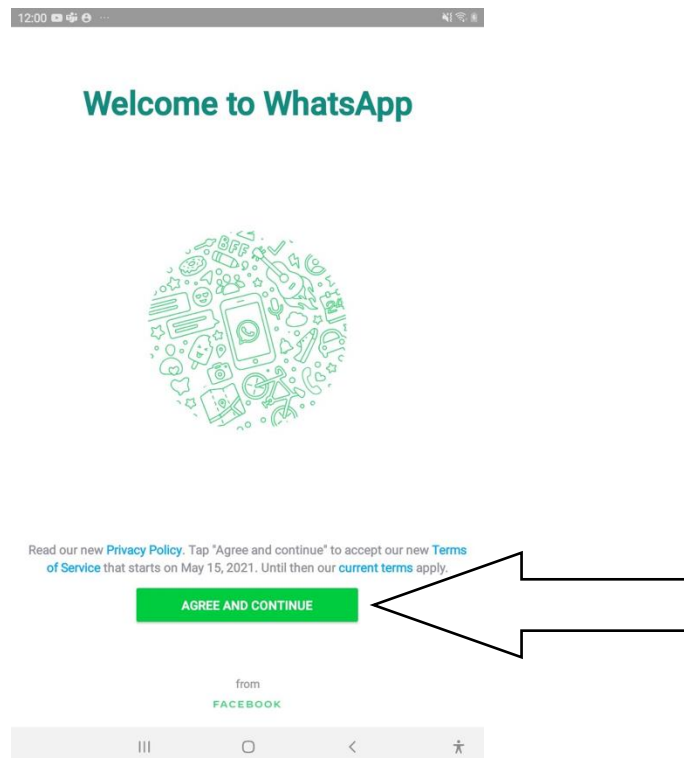 12:00
Welcome to WhatsApp
BFF
24
Read our new Privacy Policy. Tap "Agree and continue" to accept our new Terms
of Service that starts on May 15, 2021. Until then our current terms apply.
AGREE AND CONTINUE
from
FACEBOOK